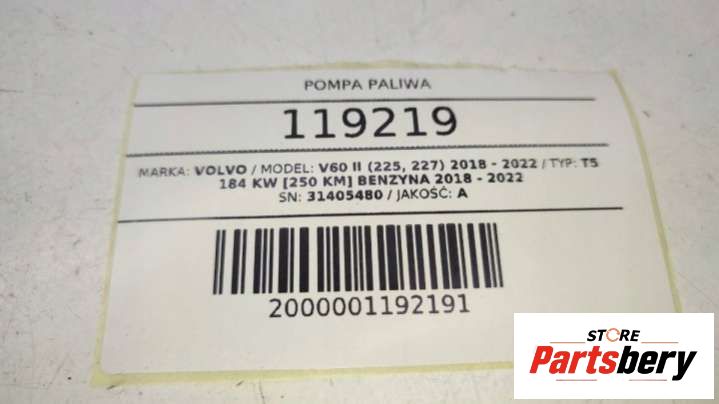 POMPA PALIWA
119219
MARKA: VOLVO / MODEL: V60 II (225, 227) 2018 - 2022 / TYP: T5
184 KW [250 KM] BENZYNA 2018 - 2022
SN: 31405480 / JAKOŚĆ: A
2000001192191
STORE
Partsbery